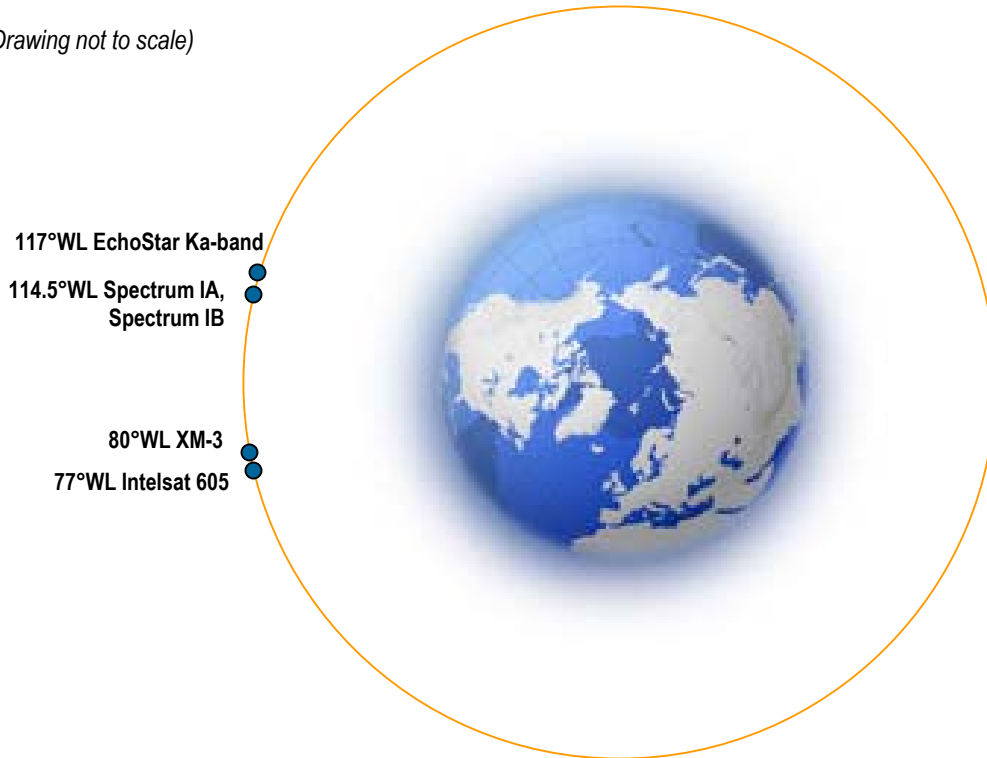 Drawing not to scale)
117°WL EchoStar Ka-band
114.5°WL Spectrum IA,
Spectrum IB
80°WL XM-3
77°WL Intelsat 605